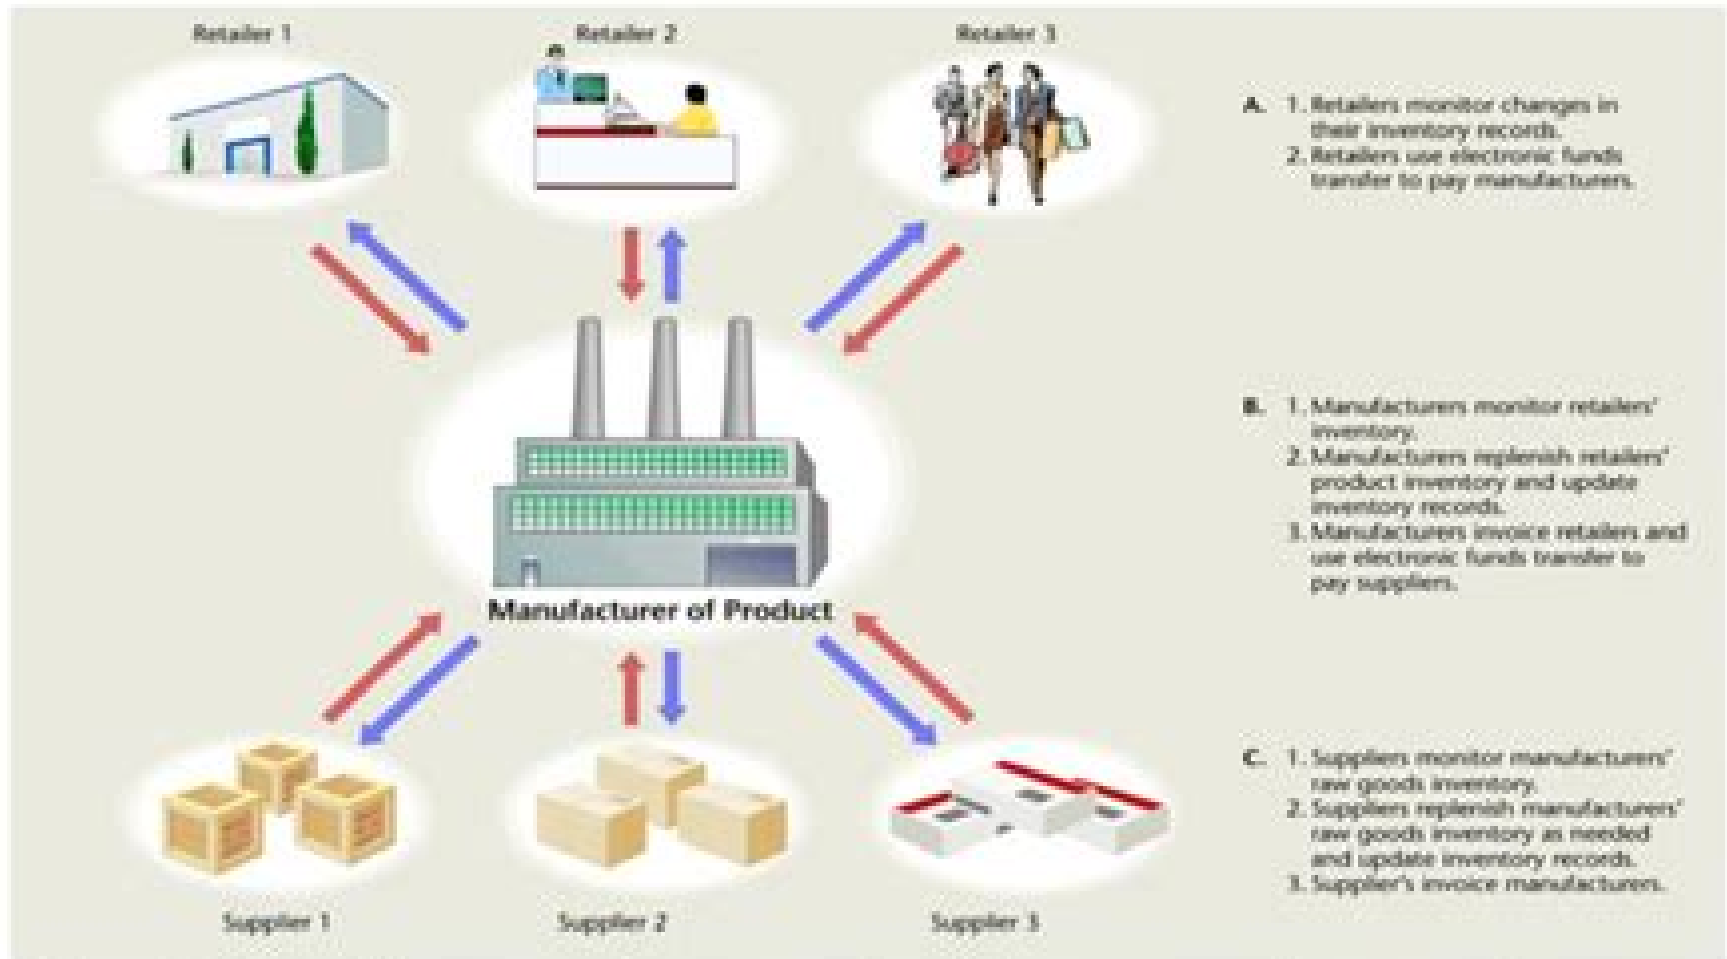 Retailer 1
Retailer 2
Retailer 3
A. 1. Retailers monitor changes in
their inventory records.
2. Retailers use electronic funds
transfer to pay manufacturers.
B. 1. Manufacturers monitor retailers'
inventory.
2. Manufacturers replenish retailers'
product inventory and update
inventory records.
3. Manufacturers invoice retailers and
use electronic funds transfer to
pay suppliers.
Manufacturer of Product
C. 1. Suppliers monitor manufacturers'
raw goods inventory.
2. Suppliers replenish manufacturers'
raw goods inventory as needed
and update inventory records.
3. Supplier's invoice manufacturers.
Supplier 1
Supplier 2
Supplier 3